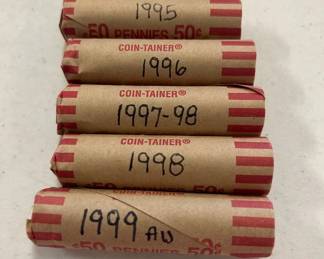 1995
50 PENNIES 50¢
COIN-TAINER®
1996
COIN-TAINER®
1997-98
COIN-TAINER®
1998
50¢
1999 AU
50 PENNIES 50¢